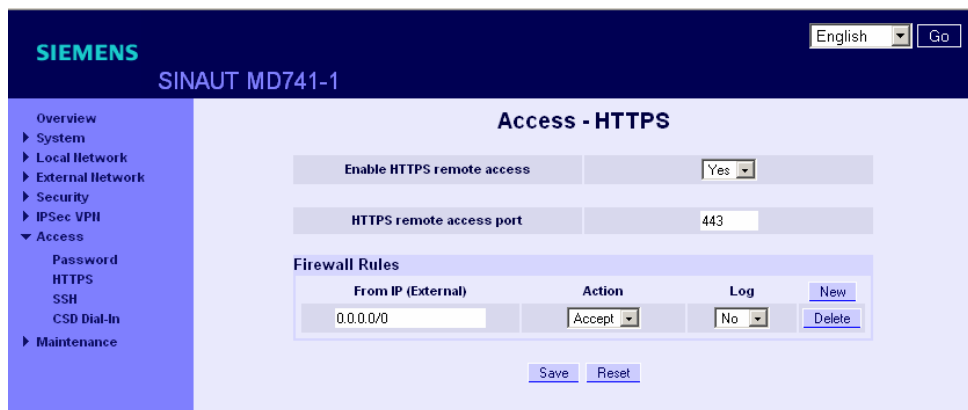 English Go
SIEMENS
SINAUT MD741-1
Overview
System
Local Network
External Network
Security
IPSec VPN
Access
Password
HTTPS
SSH
CSD Dial-In
Maintenance
Access - HTTPS
Enable HTTPS remote access Yes
HTTPS remote access port 443
Firewall Rules
From IP (External) Action Log New
0.0.0.0/0 Accept No Delete
Save Reset